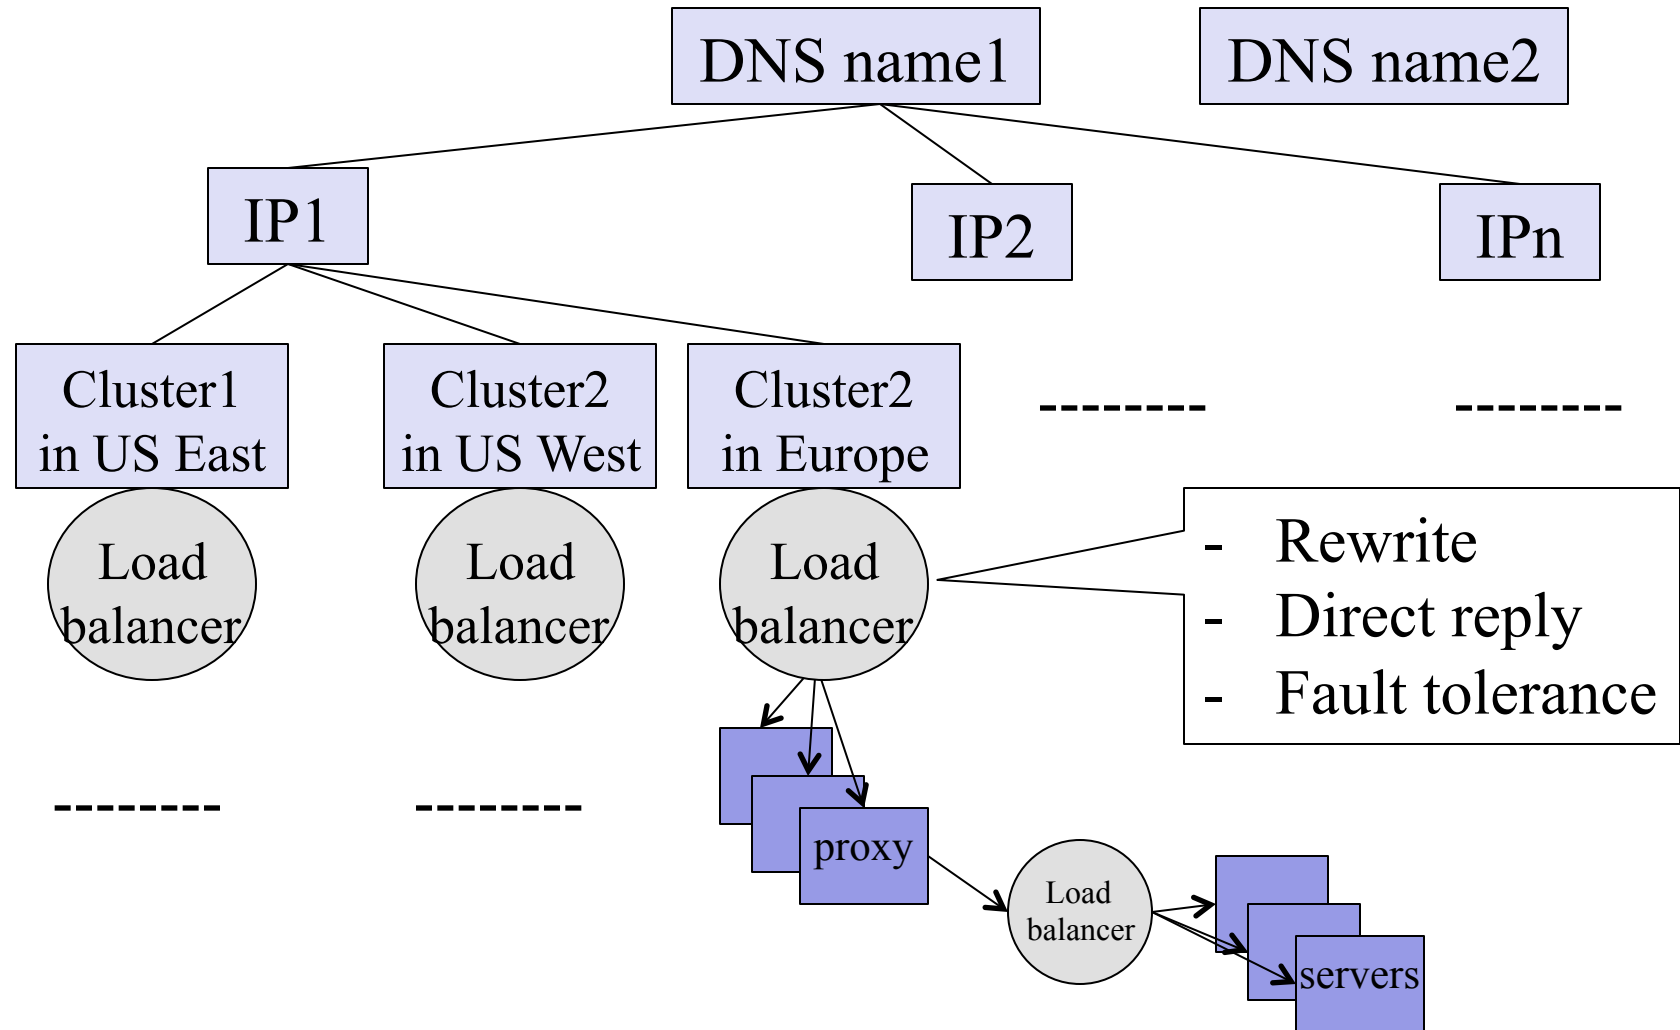 DNS name1
DNS name2
IP1
IP2
IPn
Cluster1
in US East
Cluster2
in US West
Cluster2
in Europe
--------
--------
Load
balancer
Load
balancer
Load
balancer
- Rewrite
- Direct reply
- Fault tolerance
--------
--------
proxy
Load
balancer
servers